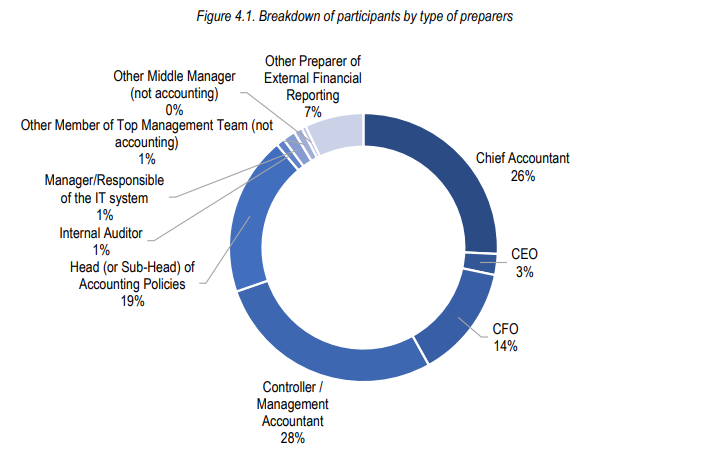 Figure 4.1. Breakdown of participants by type of preparers
Other Preparer of
External Financial
Reporting
7%
Other Middle Manager
(not accounting)
0%
Other Member of Top Management Team (not
accounting)
1%
Manager/Responsible
of the IT system
1%
Internal Auditor
1%
Head (or Sub-Head) of
Accounting Policies
19%
Chief Accountant
26%
CEO
3%
CFO
14%
Controller /
Management
Accountant
28%